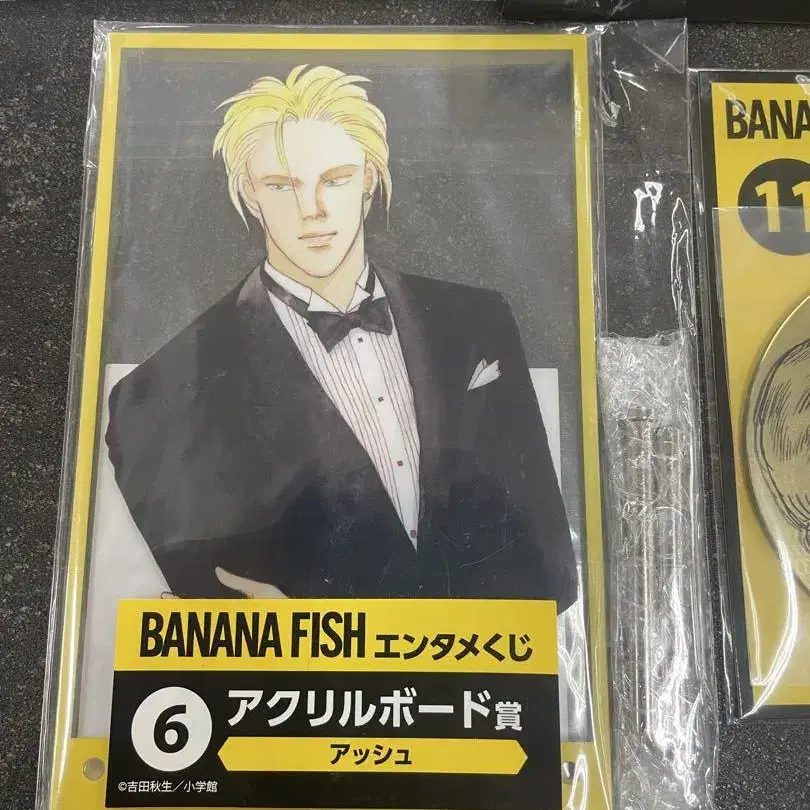 BANANA FISH エンタメくじ
6
アクリルボード賞
アッシュ
©吉田秋生/小学館
BANA
11